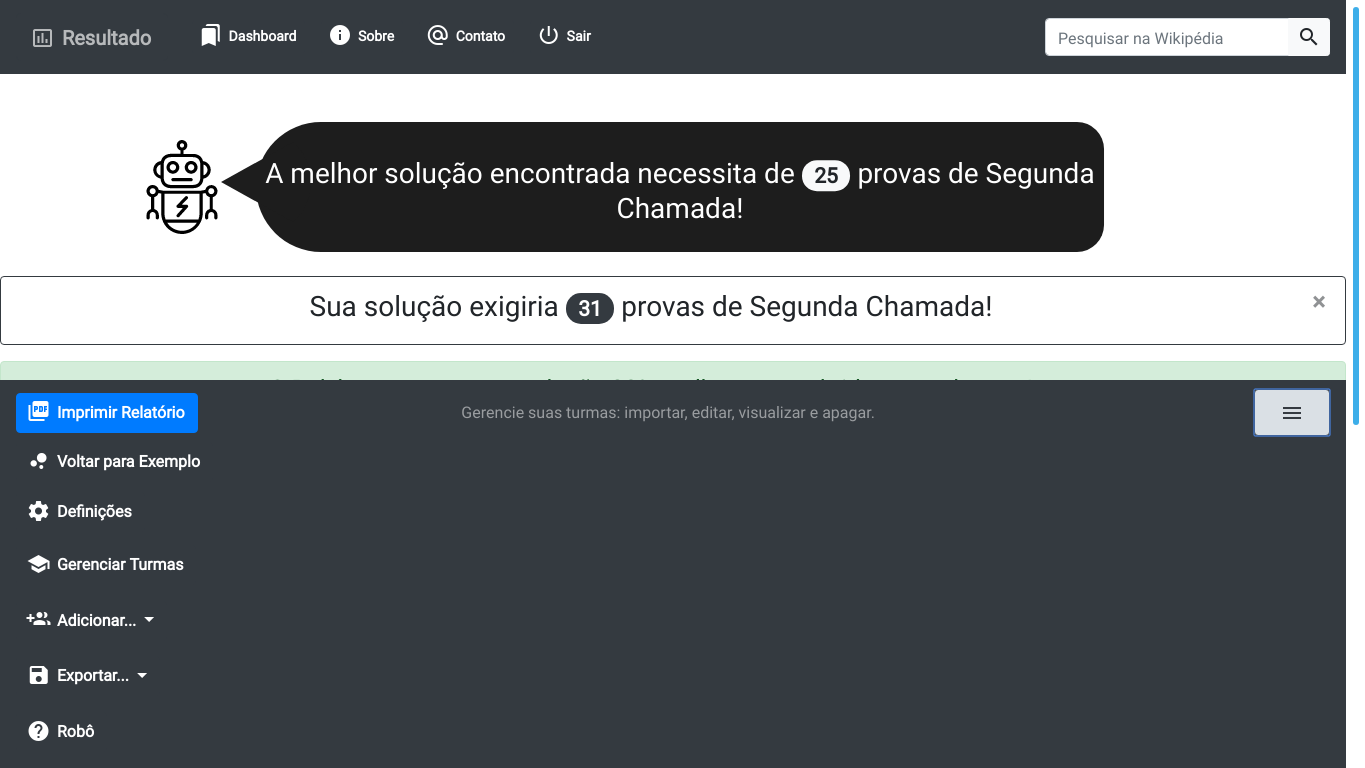 Resultado
Dashboard
Sobre
Contato
Sair
Pesquisar na Wikipédia
A melhor solução encontrada necessita de 25 provas de Segunda
Chamada!
Sua solução exigiria 31 provas de Segunda Chamada!
×
PDF Imprimir Relatório
Gerencie suas turmas: importar, editar, visualizar e apagar.
Voltar para Exemplo
Definições
Gerenciar Turmas
Adicionar...
Exportar...
Robô